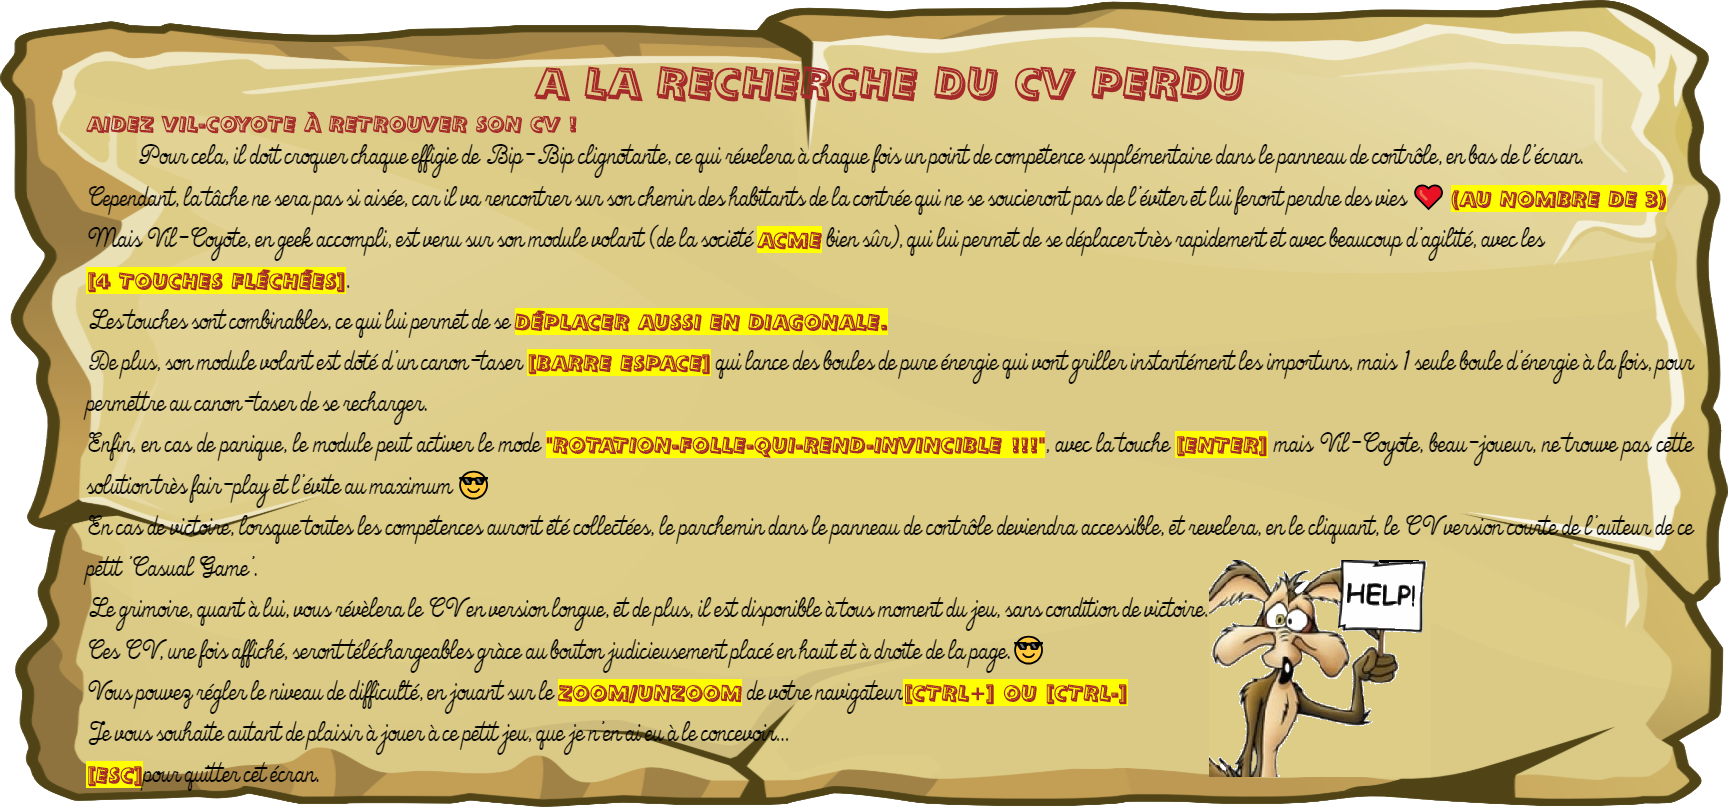 A LA RECHERCHE DU CV PERDU
AIDEZ VIL-COYOTE À RETROUVER SON CV !
Pour cela, il doit croquer chaque effigie de Bip-Bip clignotante, ce qui révelera à chaque fois un point de compétence supplémentaire dans le panneau de contrôle, en bas de l'écran.
Cependant, la tâche ne sera pas si aisée, car il va rencontrer sur son chemin des habitants de la contrée qui ne se soucieront pas de l'éviter et lui feront perdre des vies ❤️ (AU NOMBRE DE 3)
Mais Vil-Coyote, en geek accompli, est venu sur son module volant (de la société ACME bien sûr), qui lui permet de se déplacer très rapidement et avec beaucoup d'agilité, avec les
[4 TOUCHES FLÉCHÉES].
Les touches sont combinables, ce qui lui permet de se DÉPLACER AUSSI EN DIAGONALE.
De plus, son module volant est doté d'un canon-taser [BARRE ESPACE] qui lance des boules de pure énergie qui vont griller instantément les importuns, mais 1 seule boule d'énergie à la fois, pour
permettre au canon-taser de se recharger.
Enfin, en cas de panique, le module peut activer le mode "ROTATION-FOLLE-QUI-REND-INVINCIBLE !!!", avec la touche [ENTER] mais Vil-Coyote, beau-joueur, ne trouve pas cette
solution très fair-play et l'évite au maximum 😎
En cas de victoire, lorsque toutes les compétences auront été collectées, le parchemin dans le panneau de contrôle deviendra accessible, et revelera, en le cliquant, le CV version courte de l'auteur de ce
petit 'Casual Game'.
Le grimoire, quant à lui, vous révèlera le CV en version longue, et de plus, il est disponible à tous moment du jeu, sans condition de victoire.
HELP!
Ces CV, une fois affiché, seront téléchargeables gràce au bouton judicieusement placé en haut et à droite de la page. 😎
Vous pouvez régler le niveau de difficulté, en jouant sur le ZOOM/UNZOOM de votre navigateur [CTRL+] OU [CTRL-]
Je vous souhaite autant de plaisir à jouer à ce petit jeu, que je n'en ai eu à le concevoir...
[ESC] pour quitter cet écran.